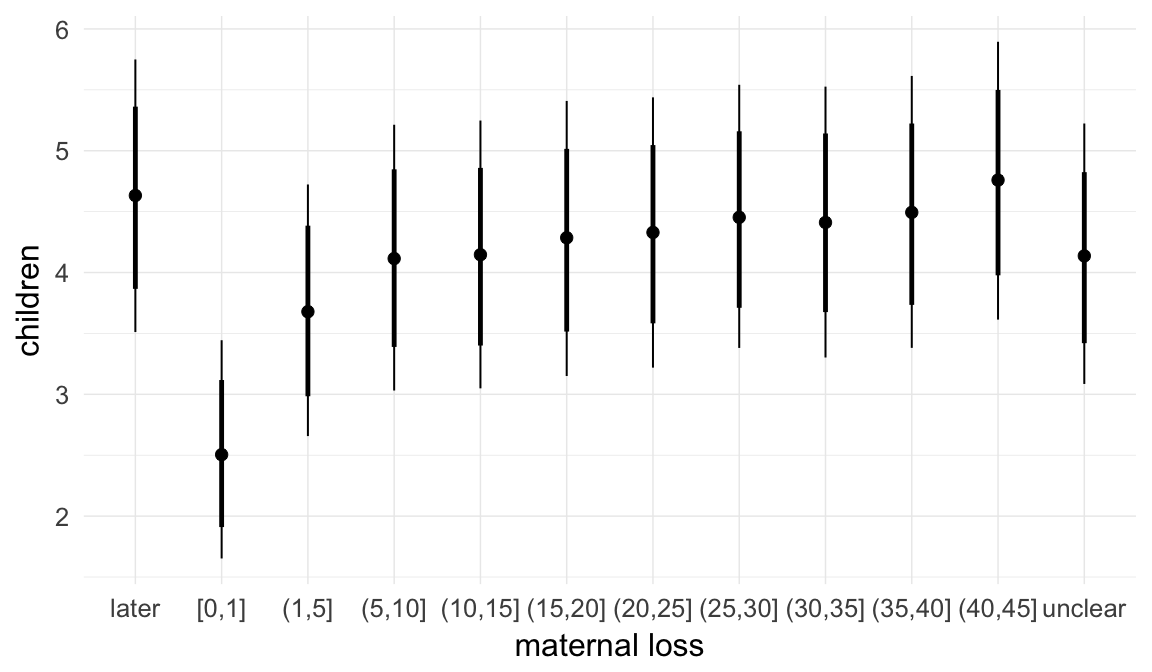 6
5
4
3
2
children
later [0,1] (1,5] (5,10] (10,15] (15,20] (20,25] (25,30] (30,35] (35,40] (40,45] unclear
maternal loss